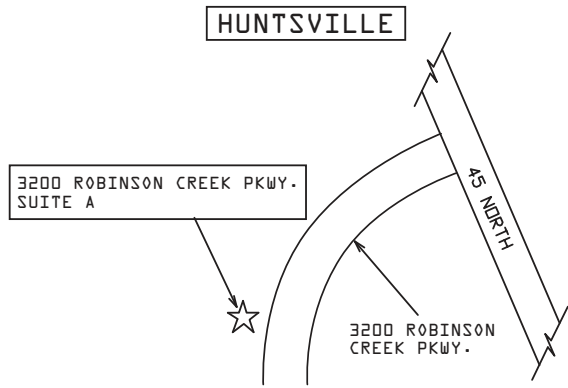 HUNTSVILLE
3200 ROBINSON CREEK PKWY.
SUITE A
45 NORTH
3200 ROBINSON
CREEK PKWY.